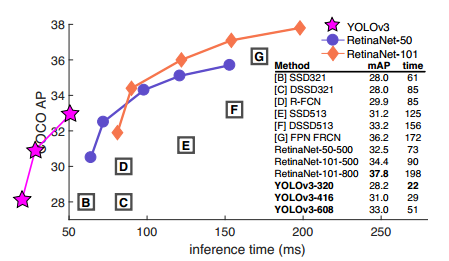 38
36
34
32
30
28
COCO AP
50
100
150
200
250
inference time (ms)
B
C
D
E
F
G
YOLOv3
RetinaNet-50
RetinaNet-101
Method mAP time
[B] SSD321 28.0 61
[C] DSSD321 28.0 85
[D] R-FCN 29.9 85
[E] SSD513 31.2 125
[F] DSSD513 33.2 156
[G] FPN FRCN 36.2 172
RetinaNet-50-500 32.5 73
RetinaNet-101-500 34.4 90
RetinaNet-101-800 37.8 198
YOLOv3-320 28.2 22
YOLOv3-416 31.0 29
YOLOv3-608 33.0 51